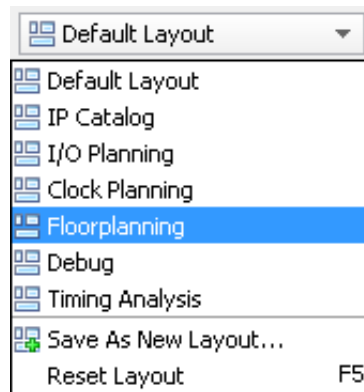 Default Layout
Default Layout
IP Catalog
I/O Planning
Clock Planning
Floorplanning
Debug
Timing Analysis
Save As New Layout...
Reset Layout F5